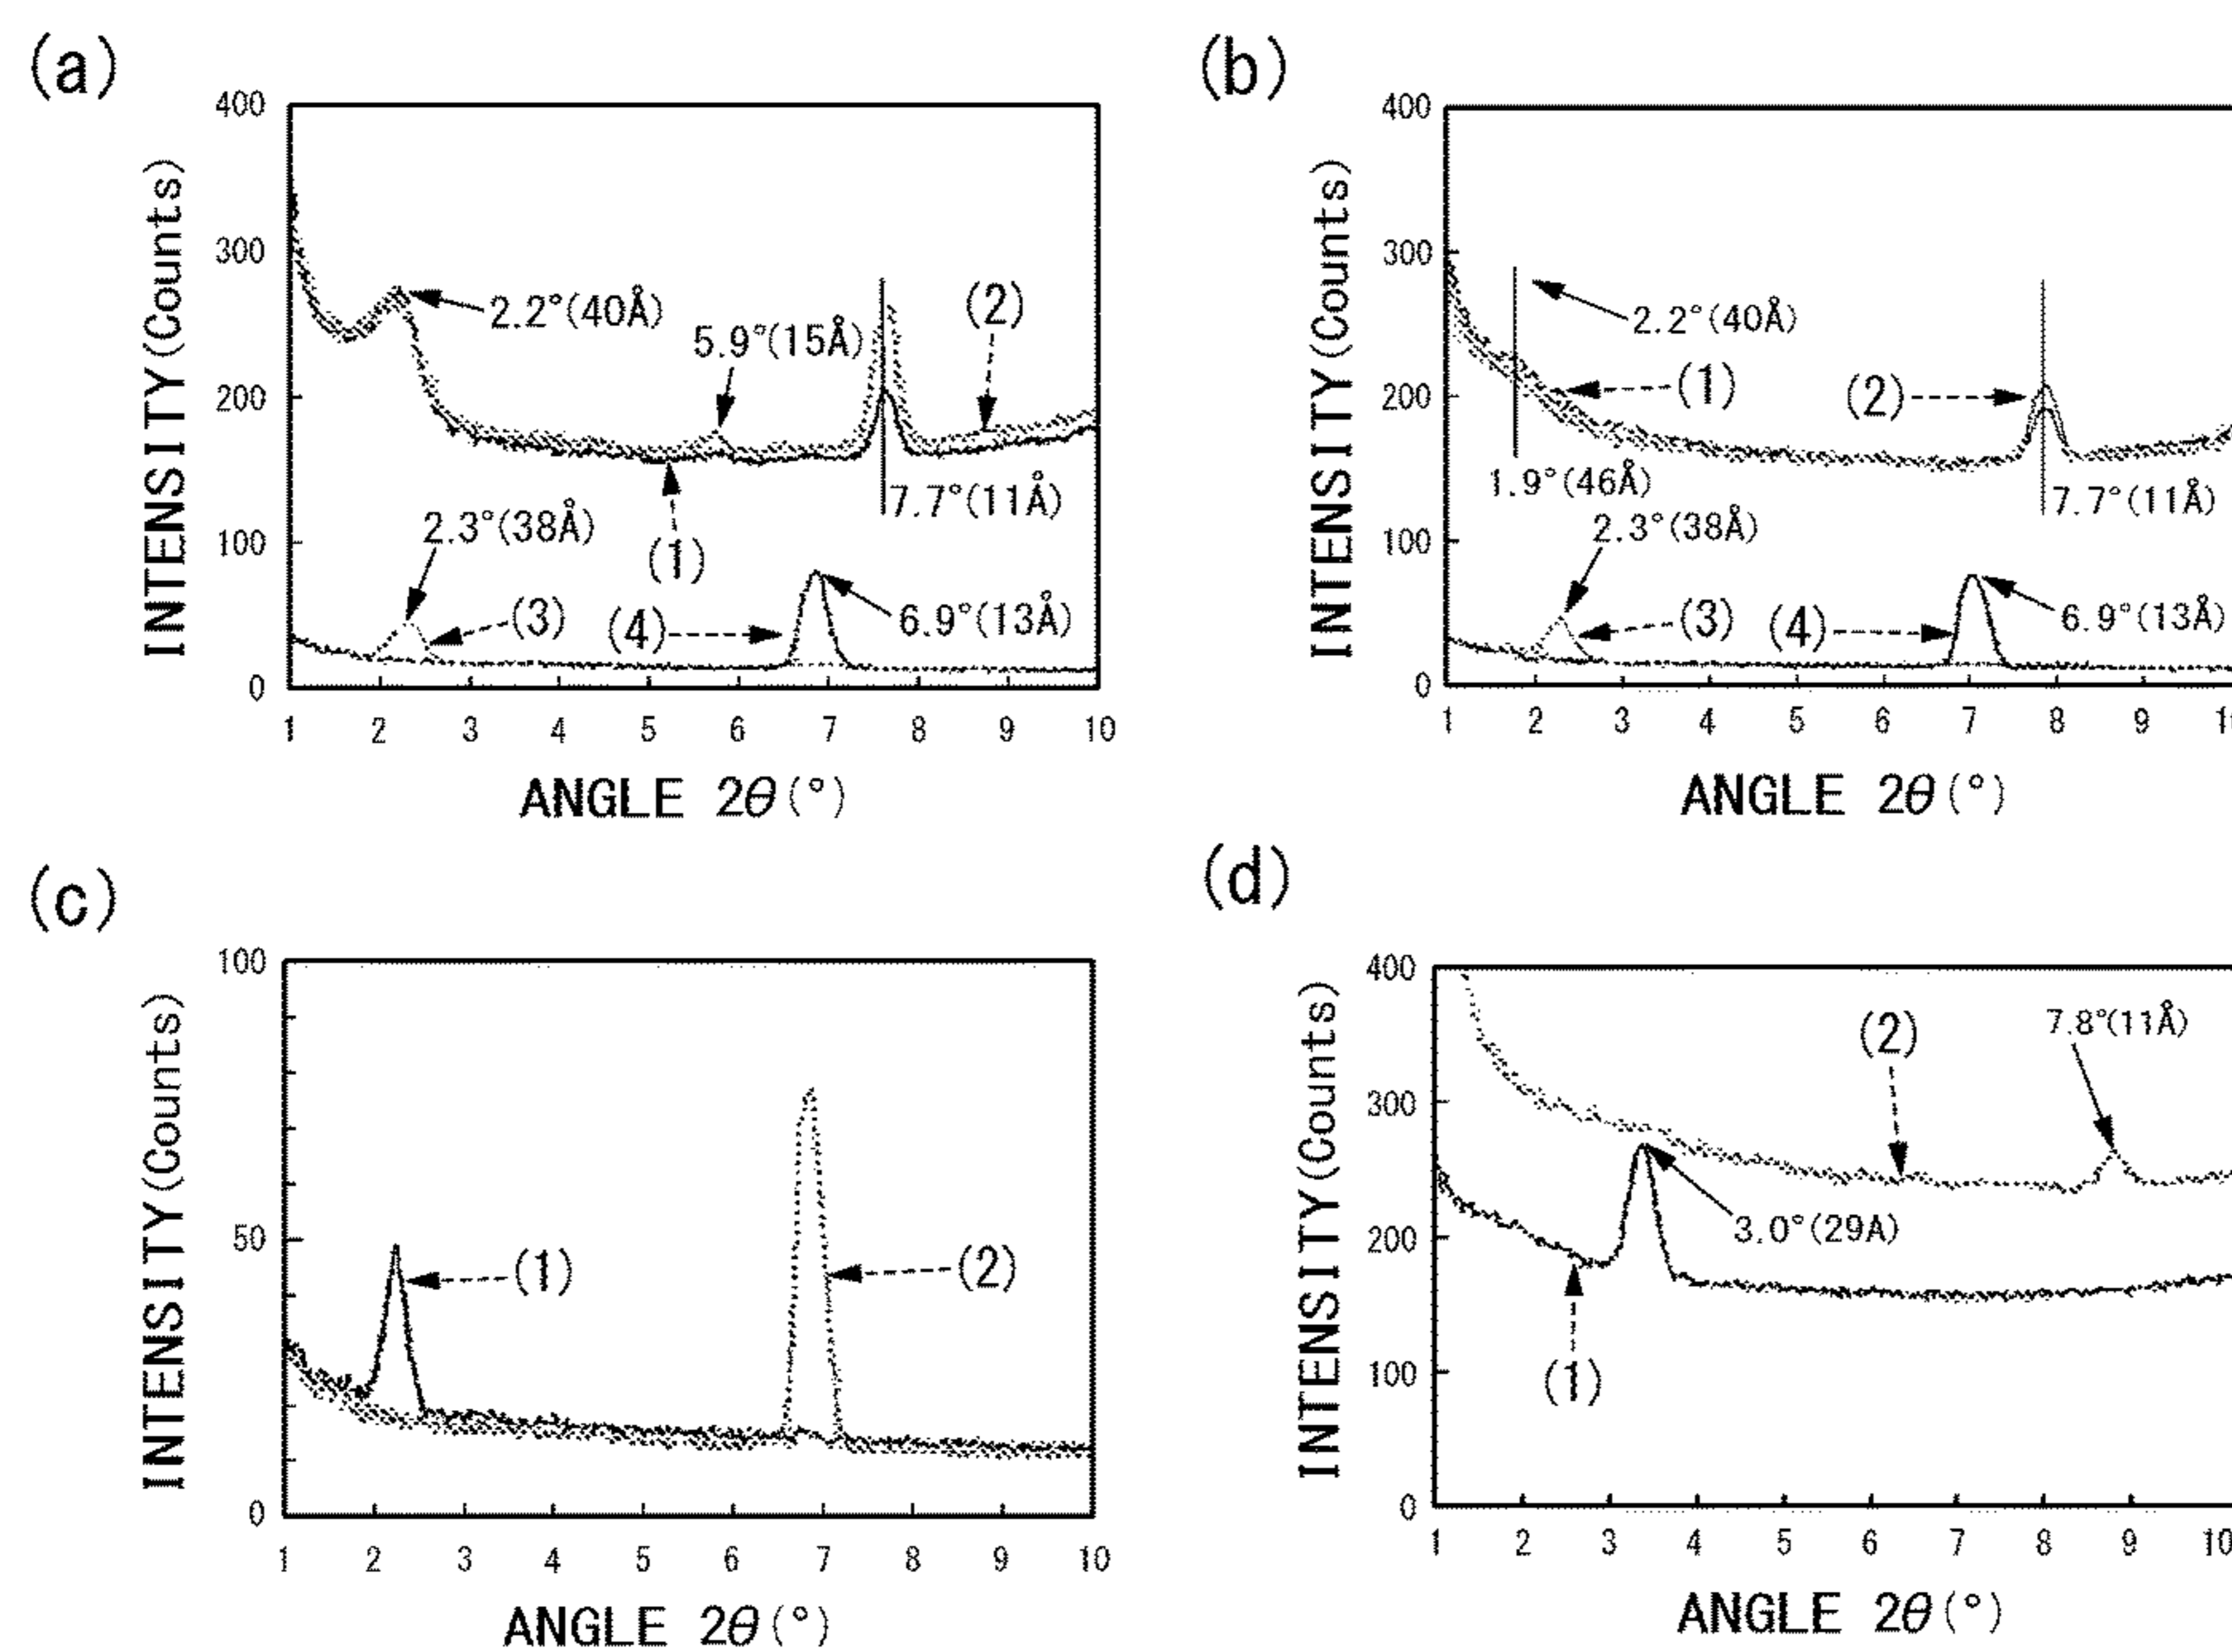 (a)
INTENSITY(Counts)
400
300
200
100
0
2.2°(40Å)
5.9°(15Å)
(2)
7.7°(11Å)
2.3°(38Å)
(1)
(3)
(4)
6.9°(13Å)
1 2 3 4 5 6 7 8 9 10
ANGLE 2θ(°)
(b)
INTENSITY(Counts)
400
300
200
100
0
2.2°(40Å)
(1)
(2)
1.9°(46Å)
7.7°(11Å)
2.3°(38Å)
(3)
(4)
6.9°(13Å)
1 2 3 4 5 6 7 8 9
ANGLE 2θ(°)
(c)
INTENSITY(Counts)
100
50
0
(1)
(2)
1 2 3 4 5 6 7 8 9 10
ANGLE 2θ(°)
(d)
INTENSITY(Counts)
400
300
200
100
0
7.8°(11Å)
(2)
3.0°(29A)
(1)
1 2 3 4 5 6 7 8 9 10
ANGLE 2θ(°)